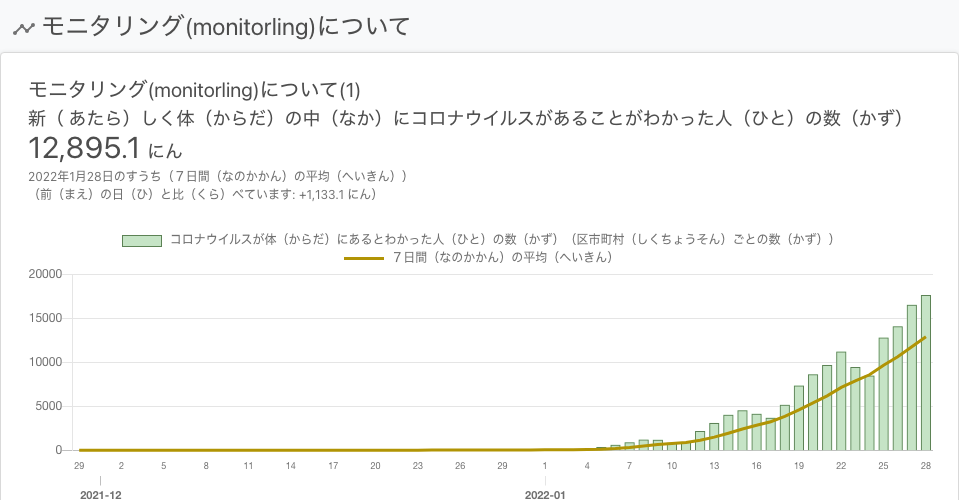 モニタリング(monitorling)について
モニタリング(monitorling)について(1)
新（ あたら）しく体（からだ）の中（なか）にコロナウイルスがあることがわかった人（ひと）の数（かず）
12,895.1 にん
2022年1月28日のすうち（７日間（なのかかん）の平均（へいきん））
（前（まえ）の日（ひ）と比（くら）べています: +1,133.1 にん）
コロナウイルスが体（からだ）にあるとわかった人（ひと）の数（かず）（区市町村（しくちょうそん）ごとの数（かず））
７日間（なのかかん）の平均（へいきん）
20000
15000
10000
5000
0
29 2 5 8 11 14 17 20 23 26 29 1 4 7 10 13 16 19 22 25 28
2021-12 2022-01